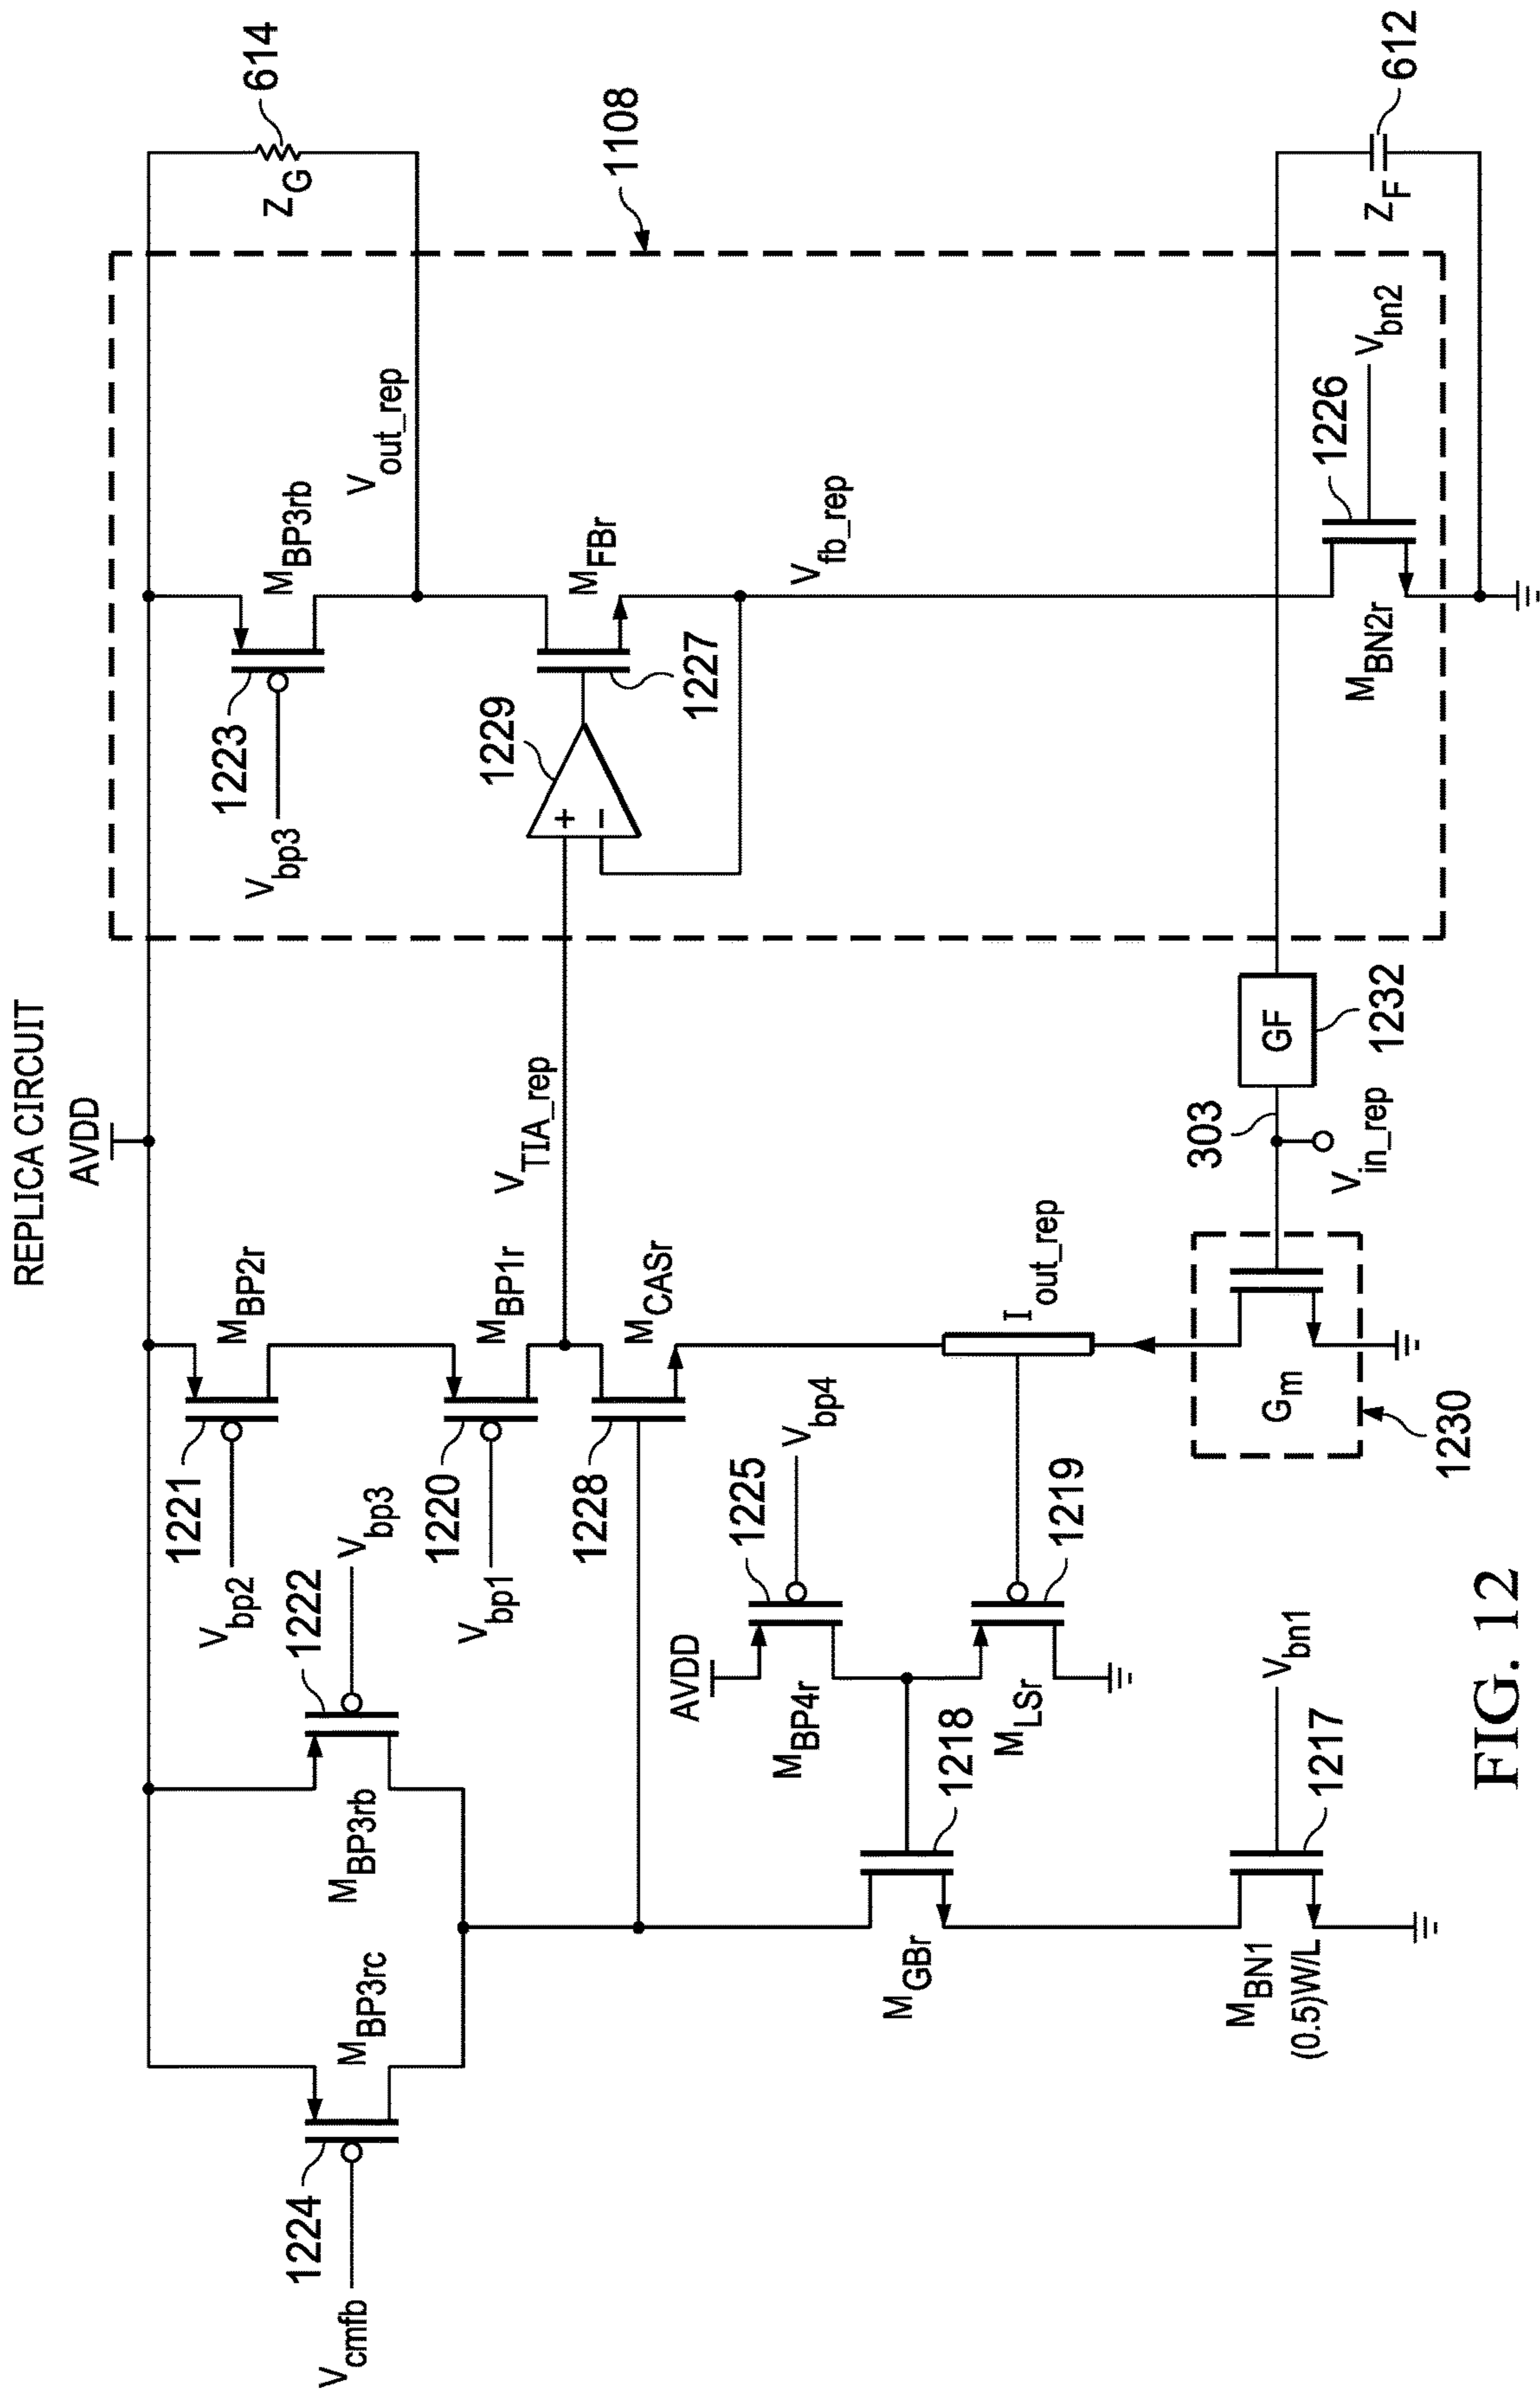 REPLICA CIRCUIT
AVDD
614
Z_G
1108
612
Z_F
M_BP3rb
1223
V_bp3
V_out_rep
M_FBr
1227
1229
+
−
V_fb_rep
1226
V_bn2
M_BN2r
V_TIA_rep
GF
1232
303
V_in_rep
M_BP2r
1221
V_bp2
M_BP1r
1220
V_bp1
M_CASr
1228
I_out_rep
G_m
1230
1222
V_bp3
M_BP3rb
M_BP3rc
1224
V_cmfb
AVDD
1225
V_bp4
M_BP4r
1219
M_LSr
1218
M_GBr
1217
V_bn1
M_BN1
(0.5)W/L
FIG. 12